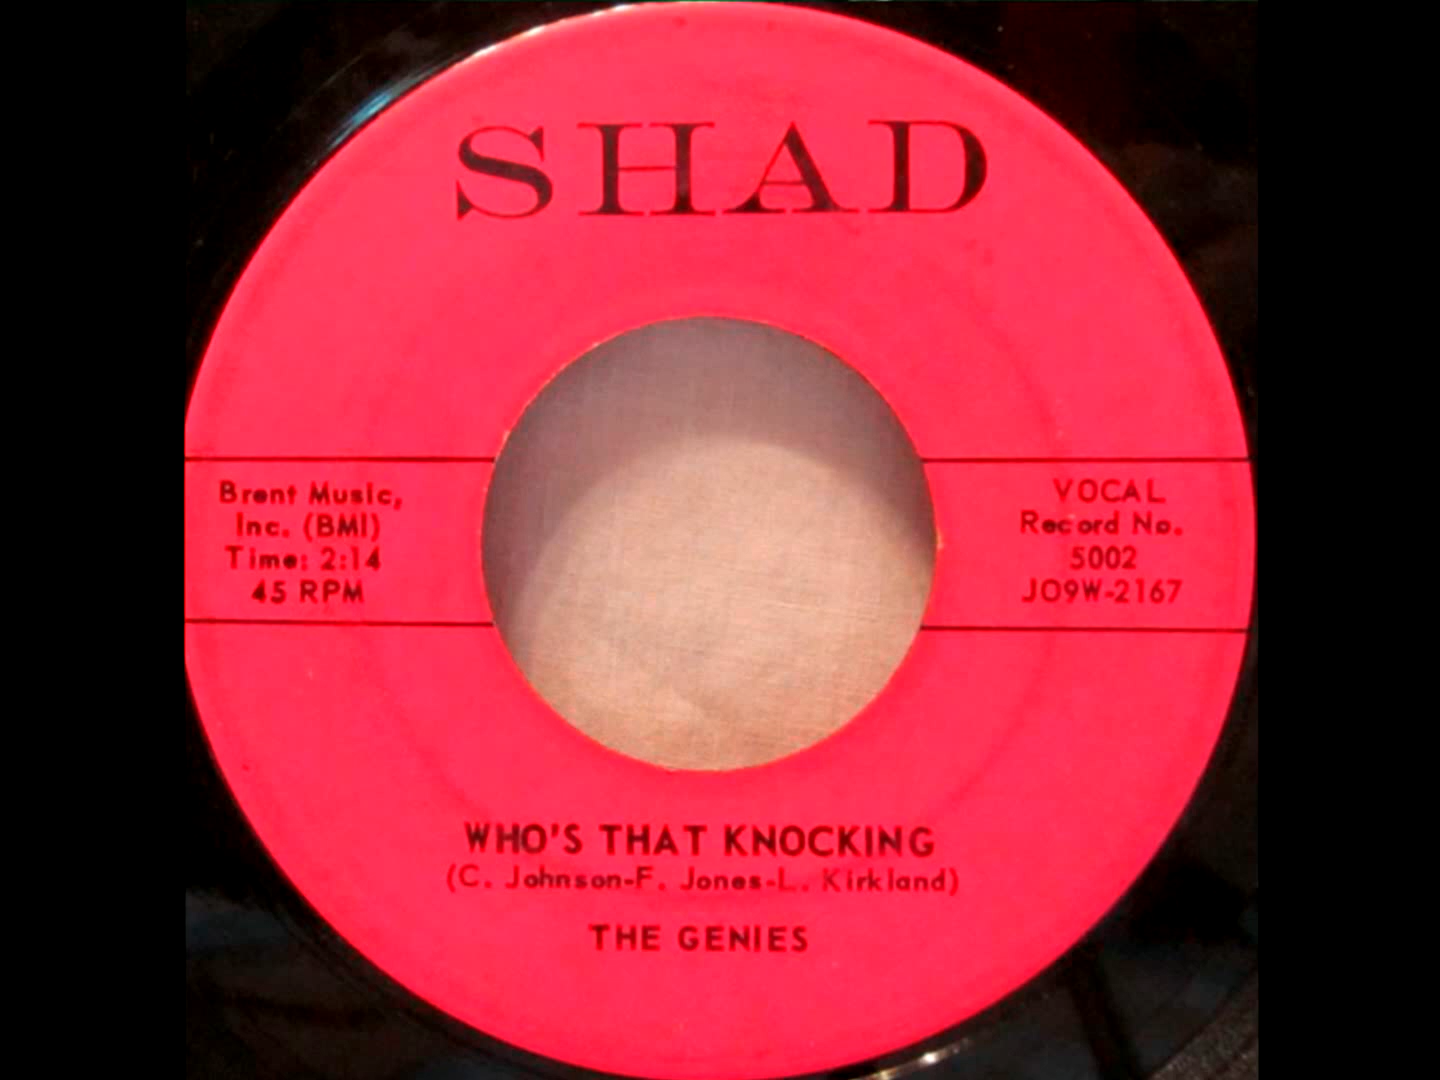 SHAD
Brent Music,
Inc. (BMI)
Time: 2:14
45 RPM
VOCAL
Record No.
5002
JO9W-2167
WHO'S THAT KNOCKING
(C. Johnson-F. Jones-L. Kirkland)
THE GENIES